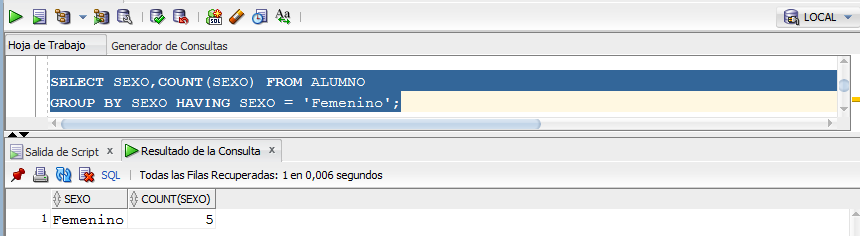 SQL
Aa
LOCAL
Hoja de Trabajo Generador de Consultas
SELECT SEXO,COUNT(SEXO) FROM ALUMNO
GROUP BY SEXO HAVING SEXO = 'Femenino';
Salida de Script x Resultado de la Consulta x
SQL | Todas las Filas Recuperadas: 1 en 0,006 segundos
SEXO COUNT(SEXO)
1 Femenino 5